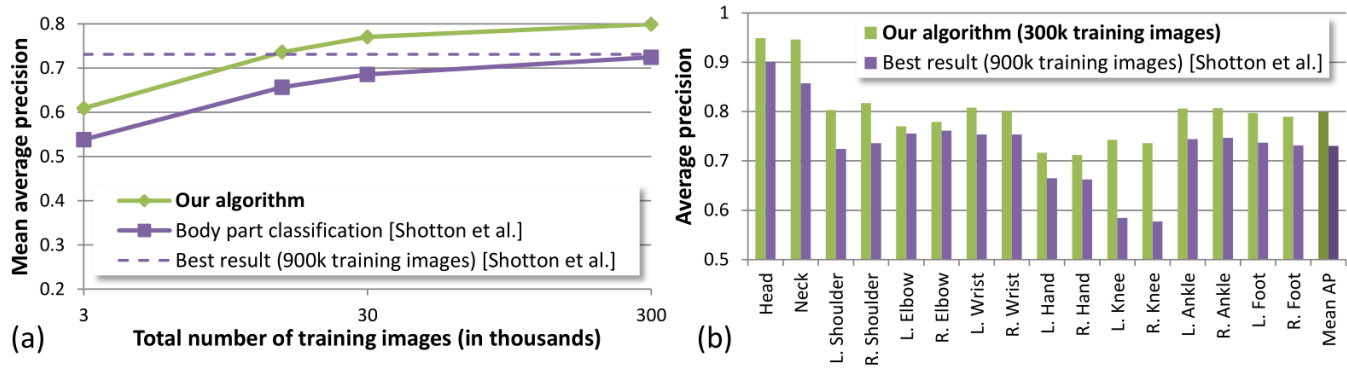 0.8
0.7
0.6
0.5
0.4
0.3
0.2
Mean average precision
Our algorithm
Body part classification [Shotton et al.]
Best result (900k training images) [Shotton et al.]
3
30
300
Total number of training images (in thousands)
(a)
1
0.9
0.8
0.7
0.6
0.5
Average precision
Our algorithm (300k training images)
Best result (900k training images) [Shotton et al.]
Head
Neck
L. Shoulder
R. Shoulder
L. Elbow
R. Elbow
L. Wrist
R. Wrist
L. Hand
R. Hand
L. Knee
R. Knee
L. Ankle
R. Ankle
L. Foot
R. Foot
Mean AP
(b)